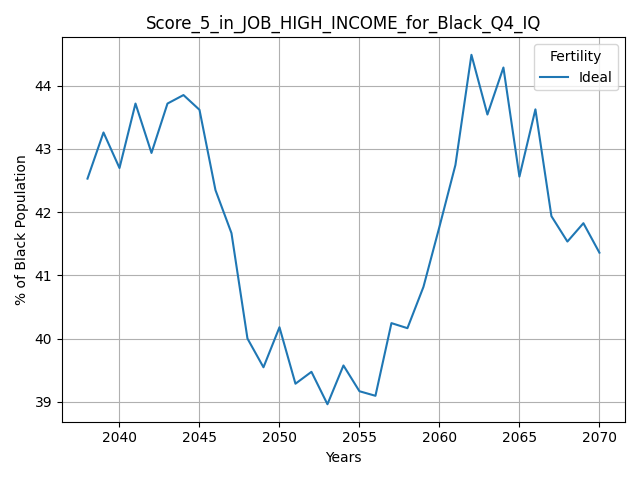 Score_5_in_JOB_HIGH_INCOME_for_Black_Q4_IQ
Fertility
Ideal
44
43
42
41
40
39
% of Black Population
2040 2045 2050 2055 2060 2065 2070
Years